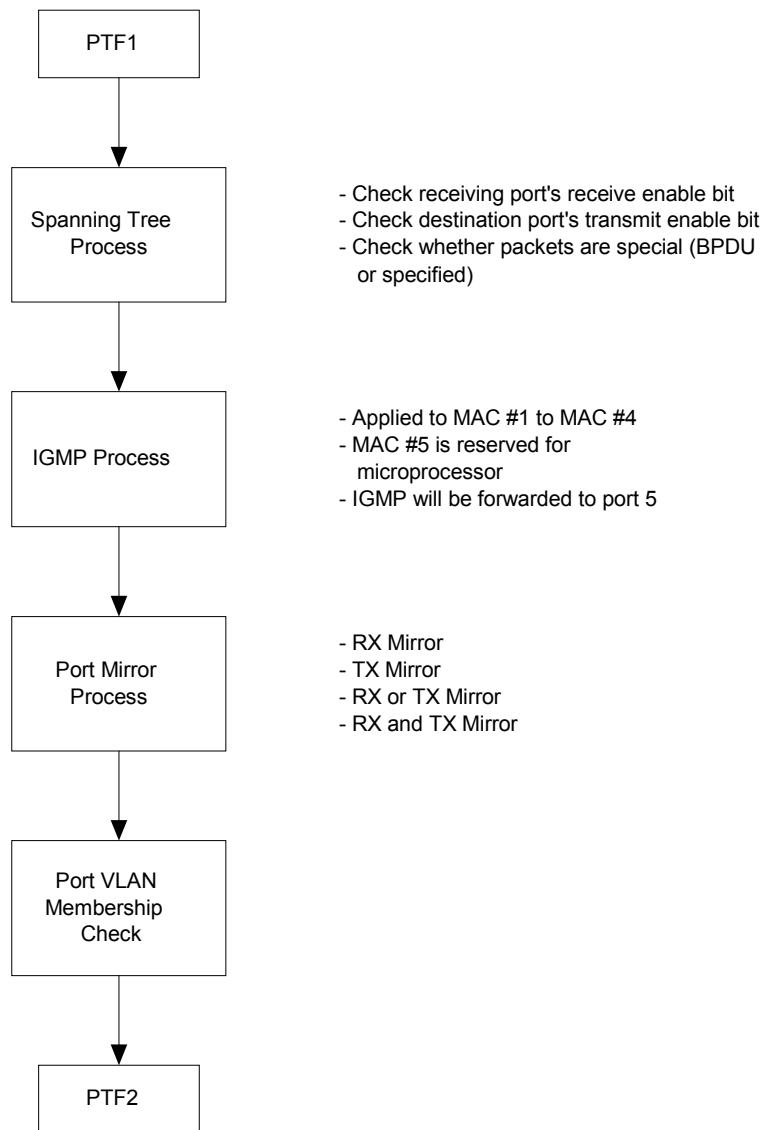 PTF1
Spanning Tree
Process
- Check receiving port's receive enable bit
- Check destination port's transmit enable bit
- Check whether packets are special (BPDU
or specified)
IGMP Process
- Applied to MAC #1 to MAC #4
- MAC #5 is reserved for
microprocessor
- IGMP will be forwarded to port 5
Port Mirror
Process
- RX Mirror
- TX Mirror
- RX or TX Mirror
- RX and TX Mirror
Port VLAN
Membership
Check
PTF2